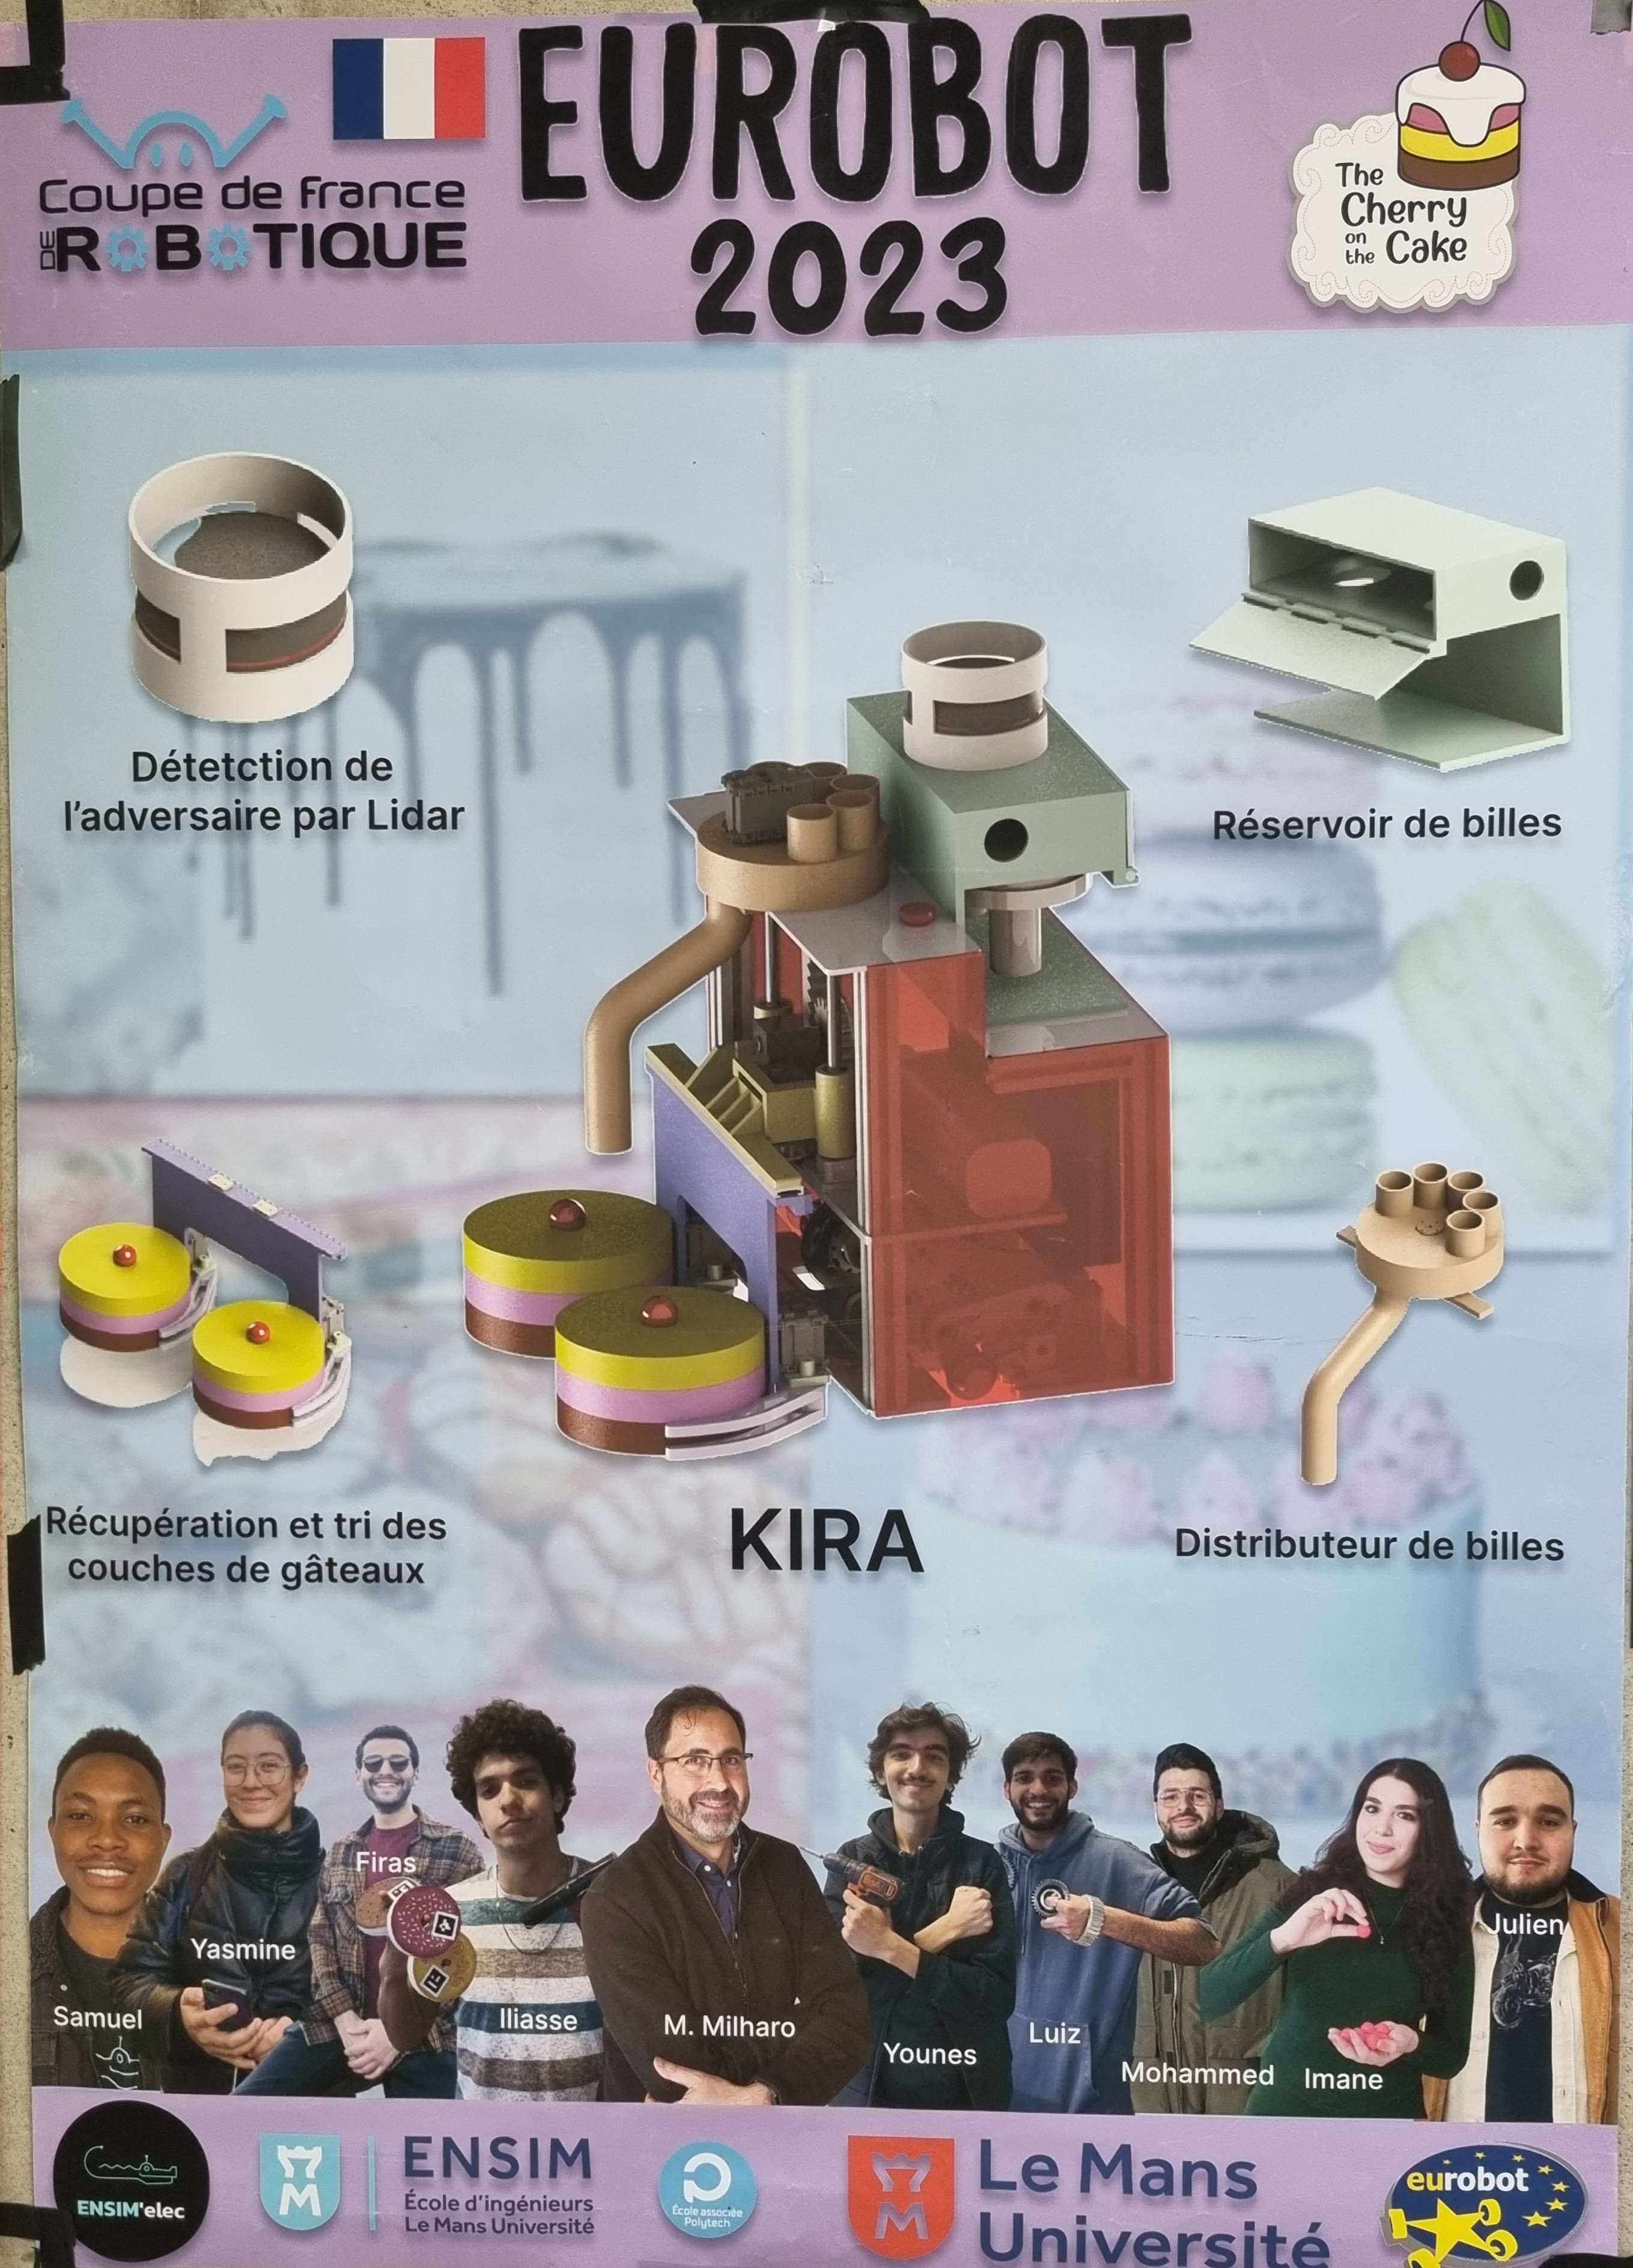 EUROBOT
2023
Coupe de france
DE ROBOTIQUE
The
Cherry
on
the Cake
Détetction de
l'adversaire par Lidar
Réservoir de billes
Récupération et tri des
couches de gâteaux
KIRA
Distributeur de billes
Samuel
Yasmine
Firas
Iliasse
M. Milharo
Younes
Luiz
Mohammed
Imane
Julien
ENSIM'elec
ENSIM
École d'ingénieurs
Le Mans Université
École associée
Polytech
Le Mans
Université
eurobot